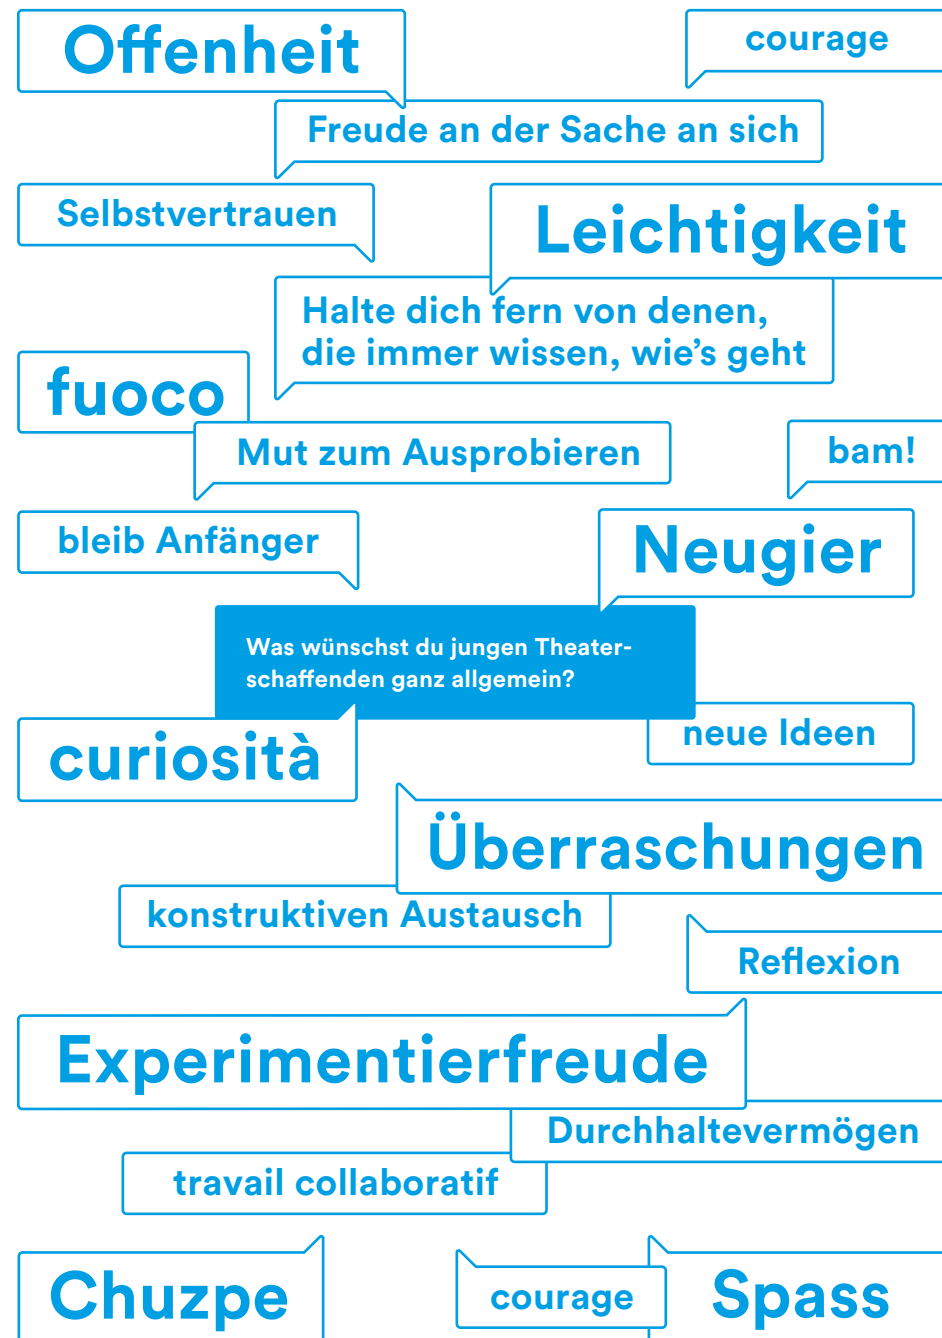 Offenheit
courage
Freude an der Sache an sich
Selbstvertrauen
Leichtigkeit
Halte dich fern von denen,
die immer wissen, wie’s geht
fuoco
Mut zum Ausprobieren
bam!
bleib Anfänger
Neugier
Was wünschst du jungen Theater-
schaffenden ganz allgemein?
curiosità
neue Ideen
Überraschungen
konstruktiven Austausch
Reflexion
Experimentierfreude
Durchhaltevermögen
travail collaboratif
Chuzpe
courage
Spass